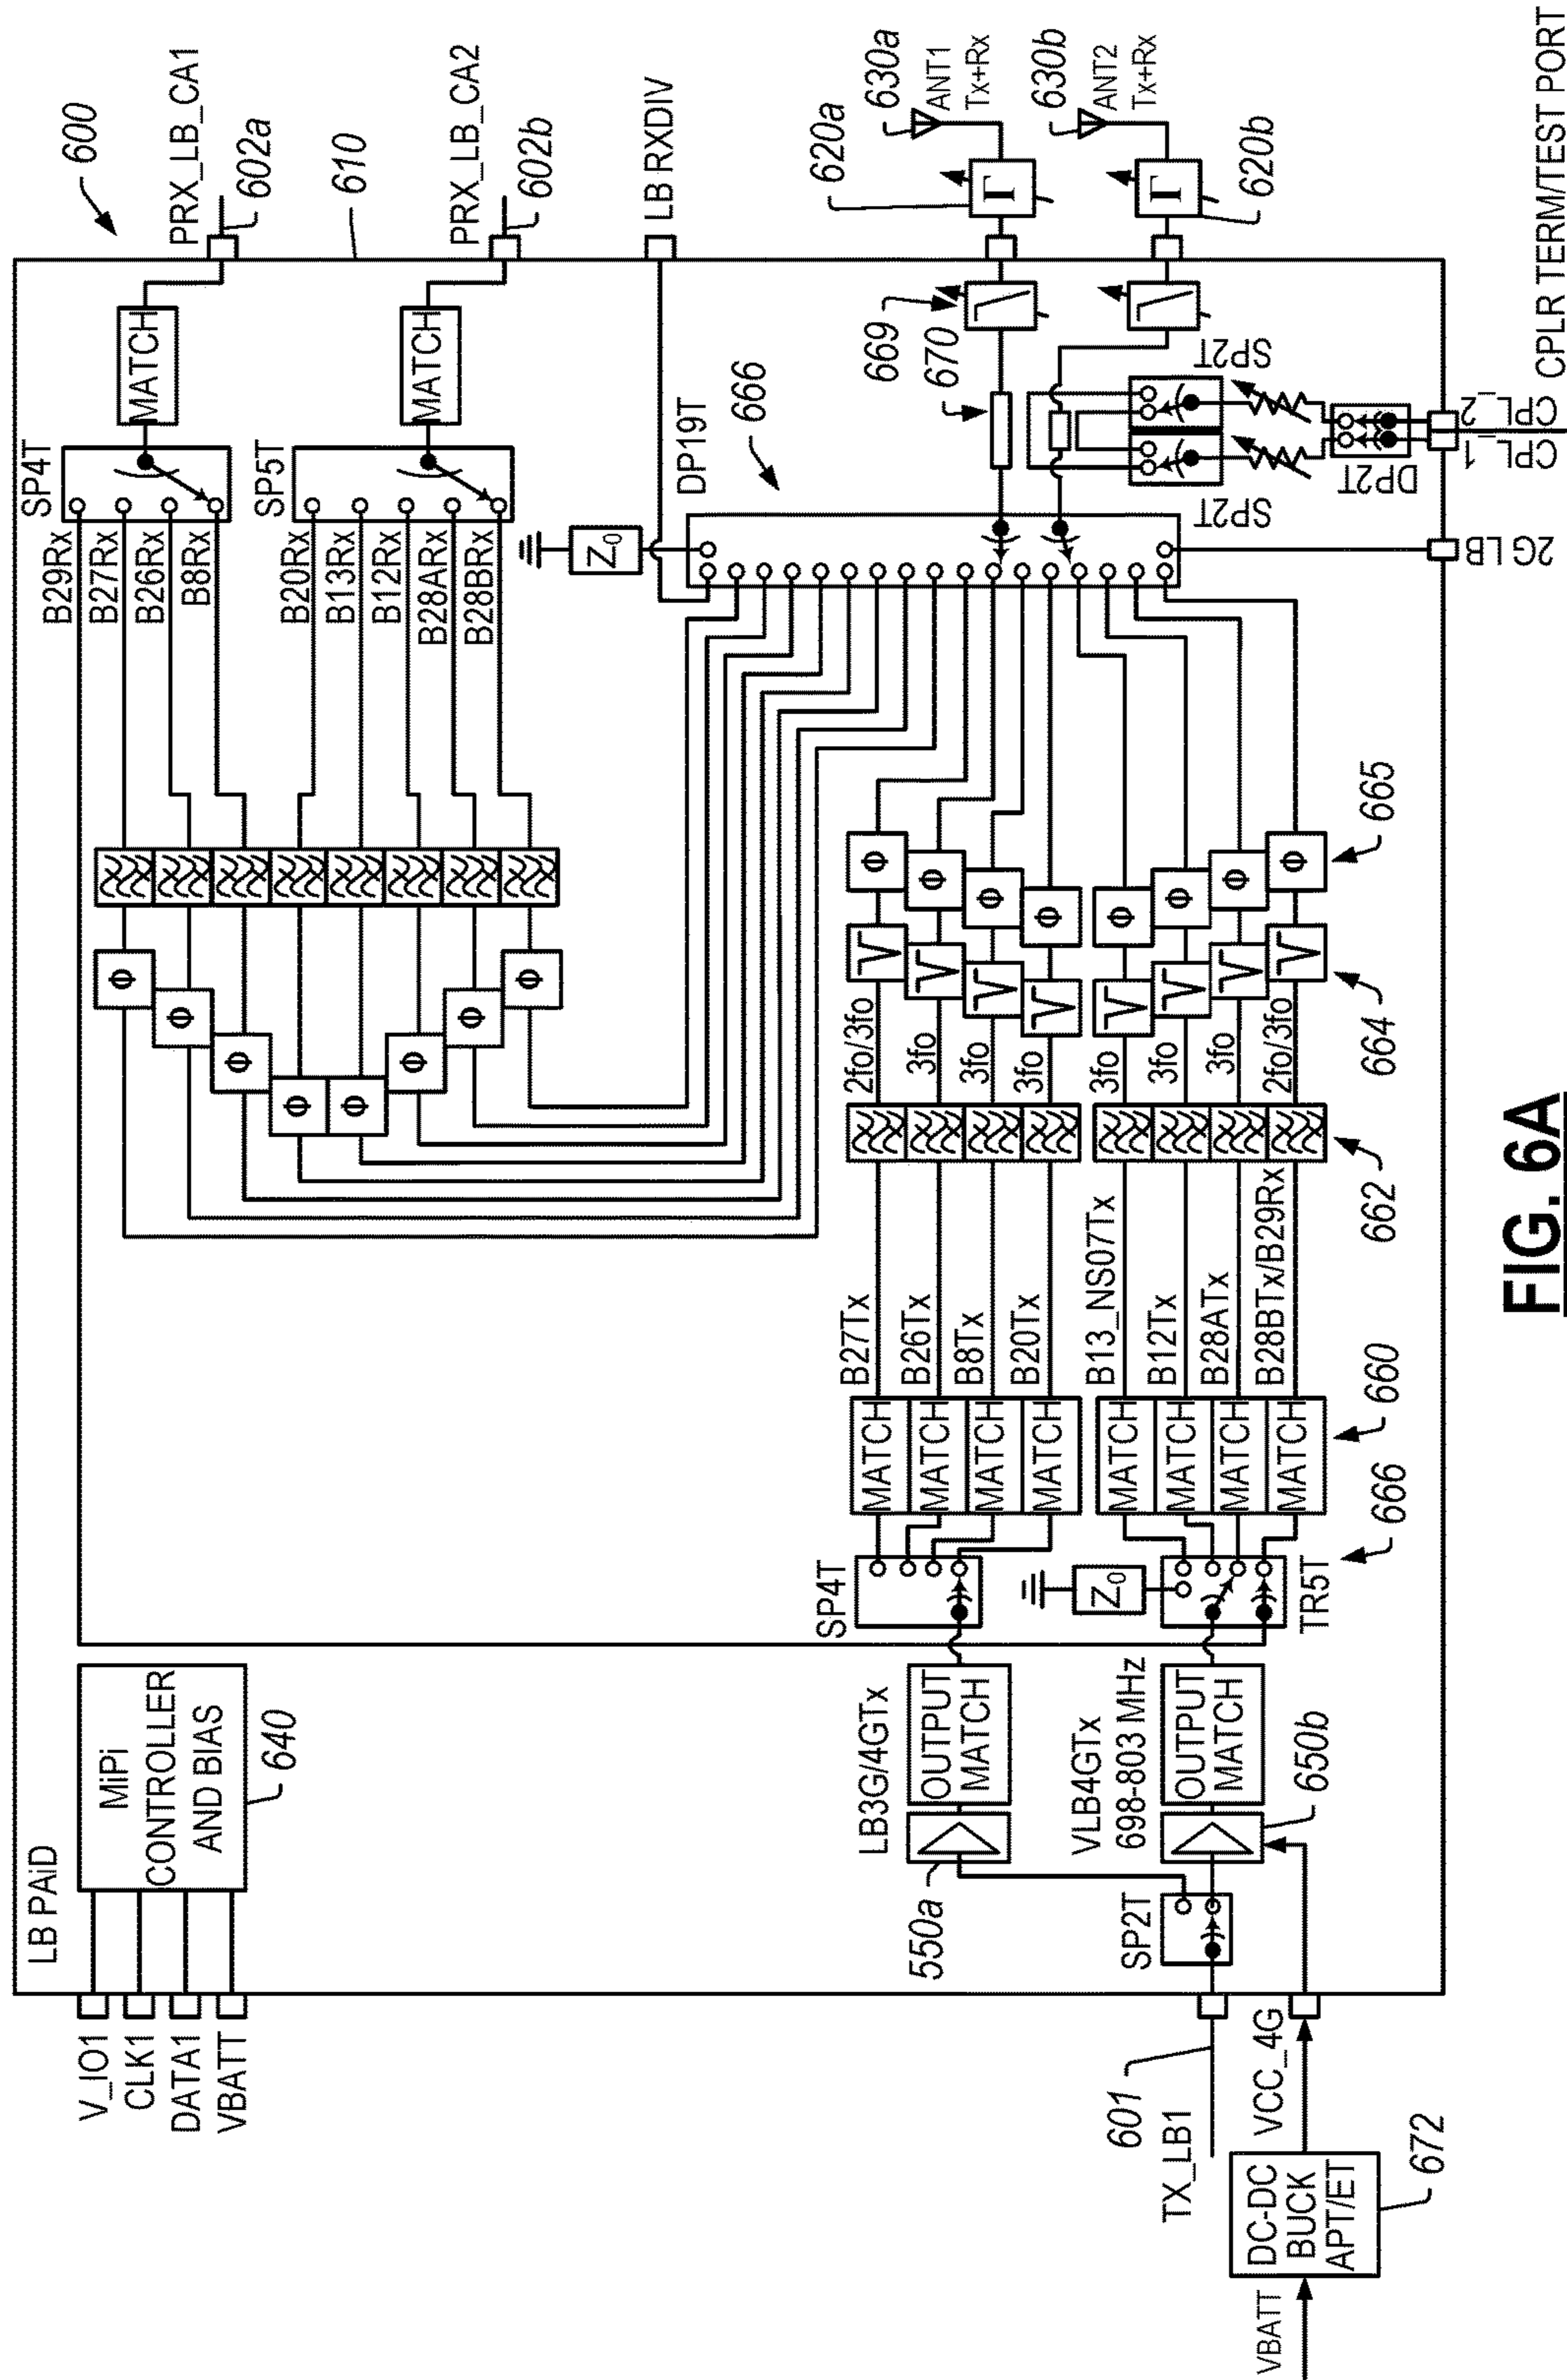 600
PRX_LB_CA1
602a
610
PRX_LB_CA2
602b
LB RXDIV
LB PAiD
V_IO1
CLK1
DATA1
VBATT
MiPi
CONTROLLER
AND BIAS
640
SP4T
MATCH
B29Rx
B27Rx
B26Rx
B8Rx
SP5T
MATCH
B20Rx
B13Rx
B12Rx
B28ARx
B28BRx
Φ
Φ
Φ
Φ
Φ
Φ
Φ
Φ
Z0
DP19T
666
669
670
620a
630a
ANT1
Tx+Rx
Γ
630b
ANT2
Tx+Rx
Γ
620b
SP2T
SP2T
DP2T
CPL_1
CPL_2
CPLR TERM/TEST PORT
2G LB
LB3G/4GTx
OUTPUT
MATCH
550a
SP4T
MATCH
MATCH
MATCH
MATCH
B27Tx
B26Tx
B8Tx
B20Tx
2fo/3fo
3fo
3fo
3fo
Φ
Φ
Φ
Φ
VLB4GTx
698-803 MHz
OUTPUT
MATCH
650b
SP2T
Z0
TR5T
666
MATCH
MATCH
MATCH
MATCH
660
B13_NS07Tx
B12Tx
B28ATx
B28BTx/B29Rx
662
3fo
3fo
3fo
2fo/3fo
664
Φ
Φ
Φ
Φ
665
601
TX_LB1
VCC_4G
DC-DC
BUCK
APT/ET
672
VBATT
FIG. 6A